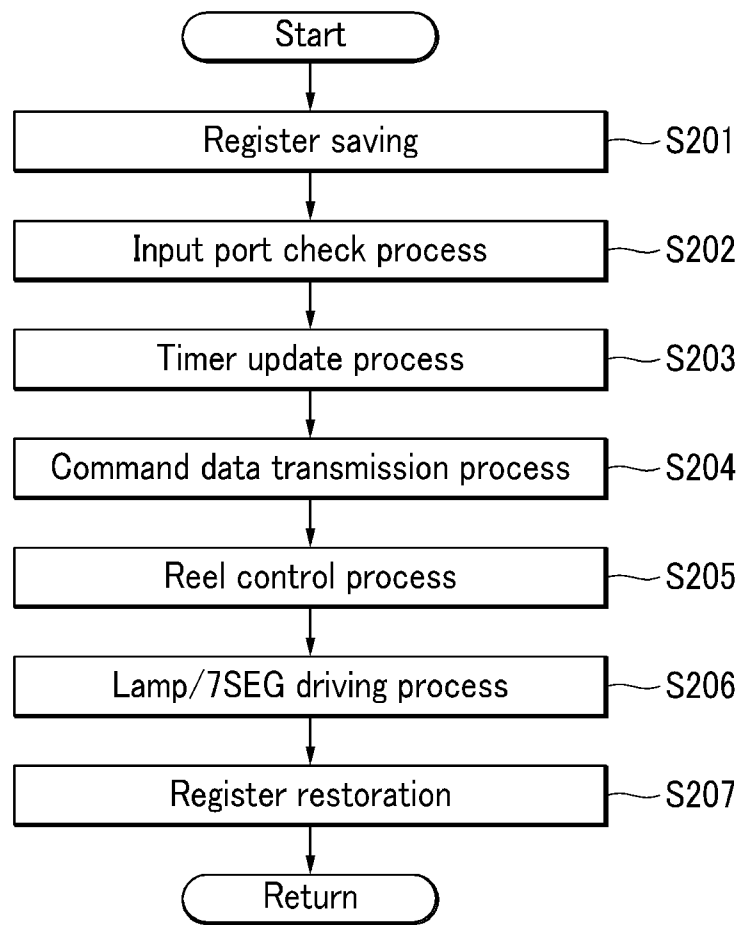 Start
Register saving
S201
Input port check process
S202
Timer update process
S203
Command data transmission process
S204
Reel control process
S205
Lamp/7SEG driving process
S206
Register restoration
S207
Return